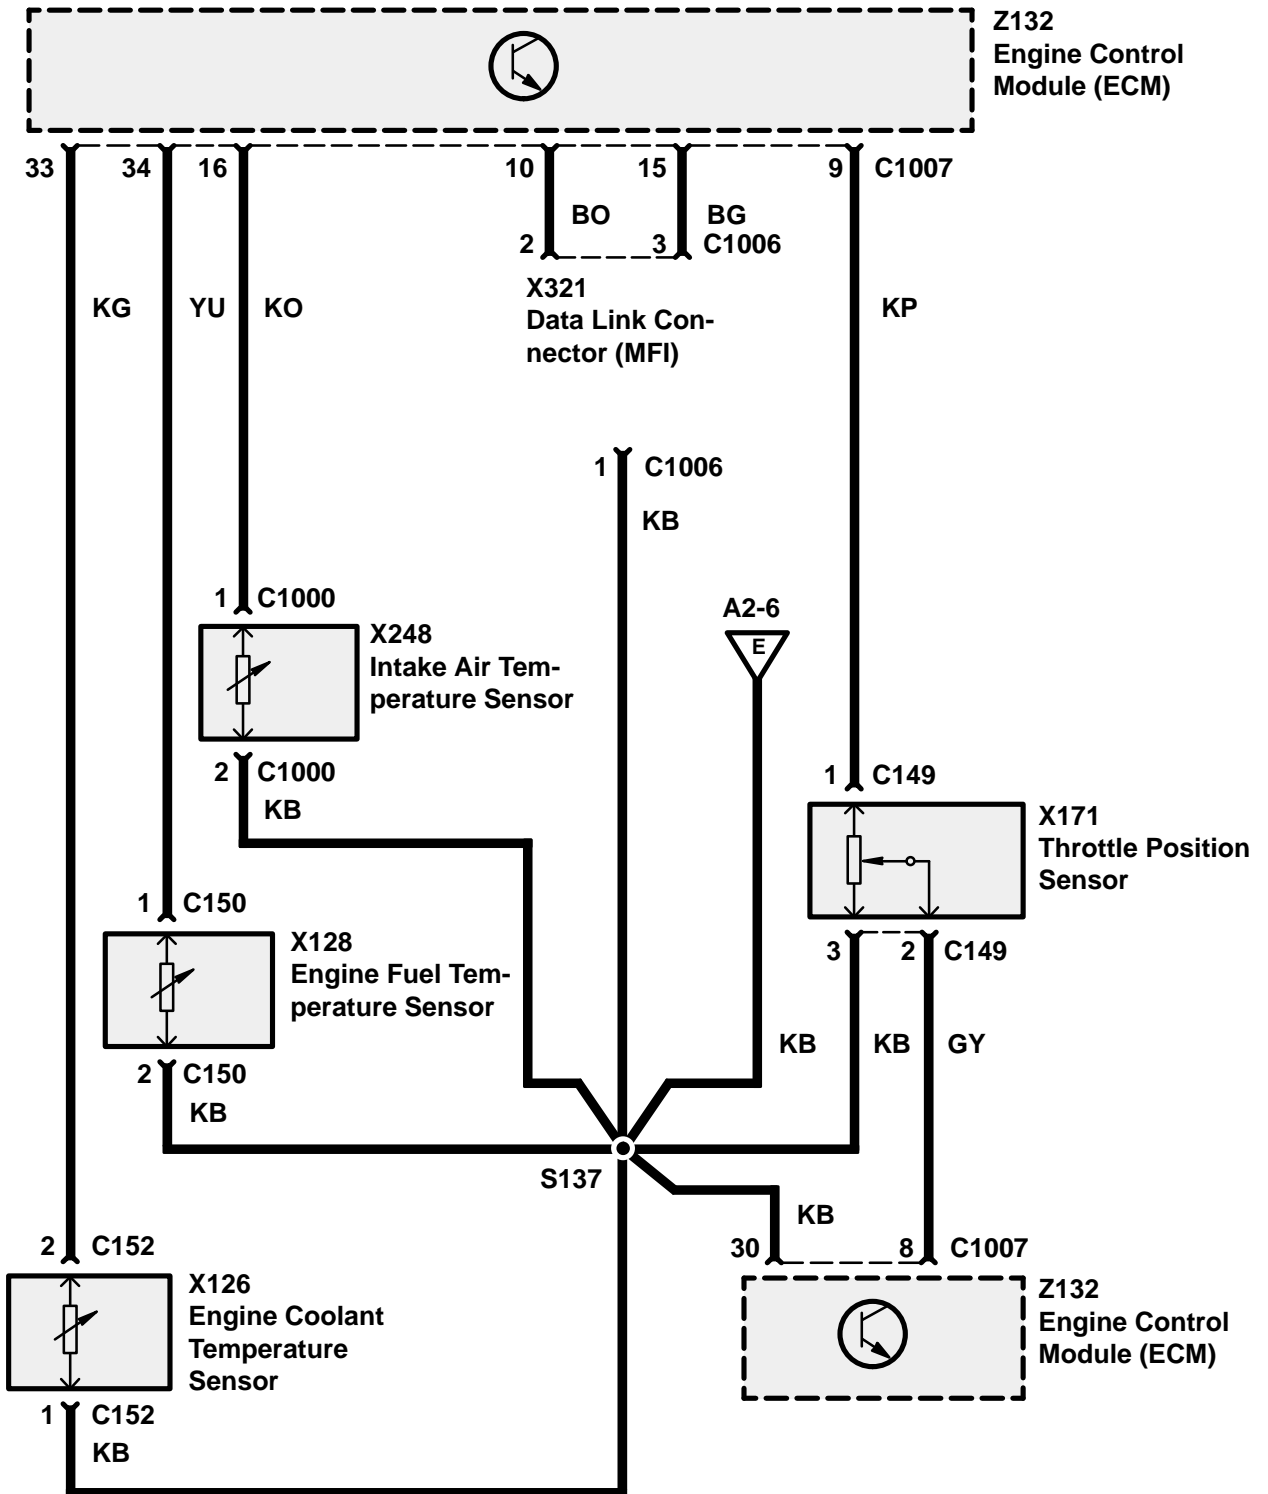 Z132
Engine Control
Module (ECM)
33
34
16
10
15
9
C1007
BO
BG
2
3
C1006
X321
Data Link Con-
nector (MFI)
KG
YU
KO
KP
1
C1006
KB
1
C1000
X248
Intake Air Tem-
perature Sensor
A2-6
E
2
C1000
KB
1
C149
X171
Throttle Position
Sensor
1
C150
X128
Engine Fuel Tem-
perature Sensor
3
2
C149
KB
KB
GY
2
C150
KB
S137
KB
30
8
C1007
2
C152
X126
Engine Coolant
Temperature
Sensor
Z132
Engine Control
Module (ECM)
1
C152
KB